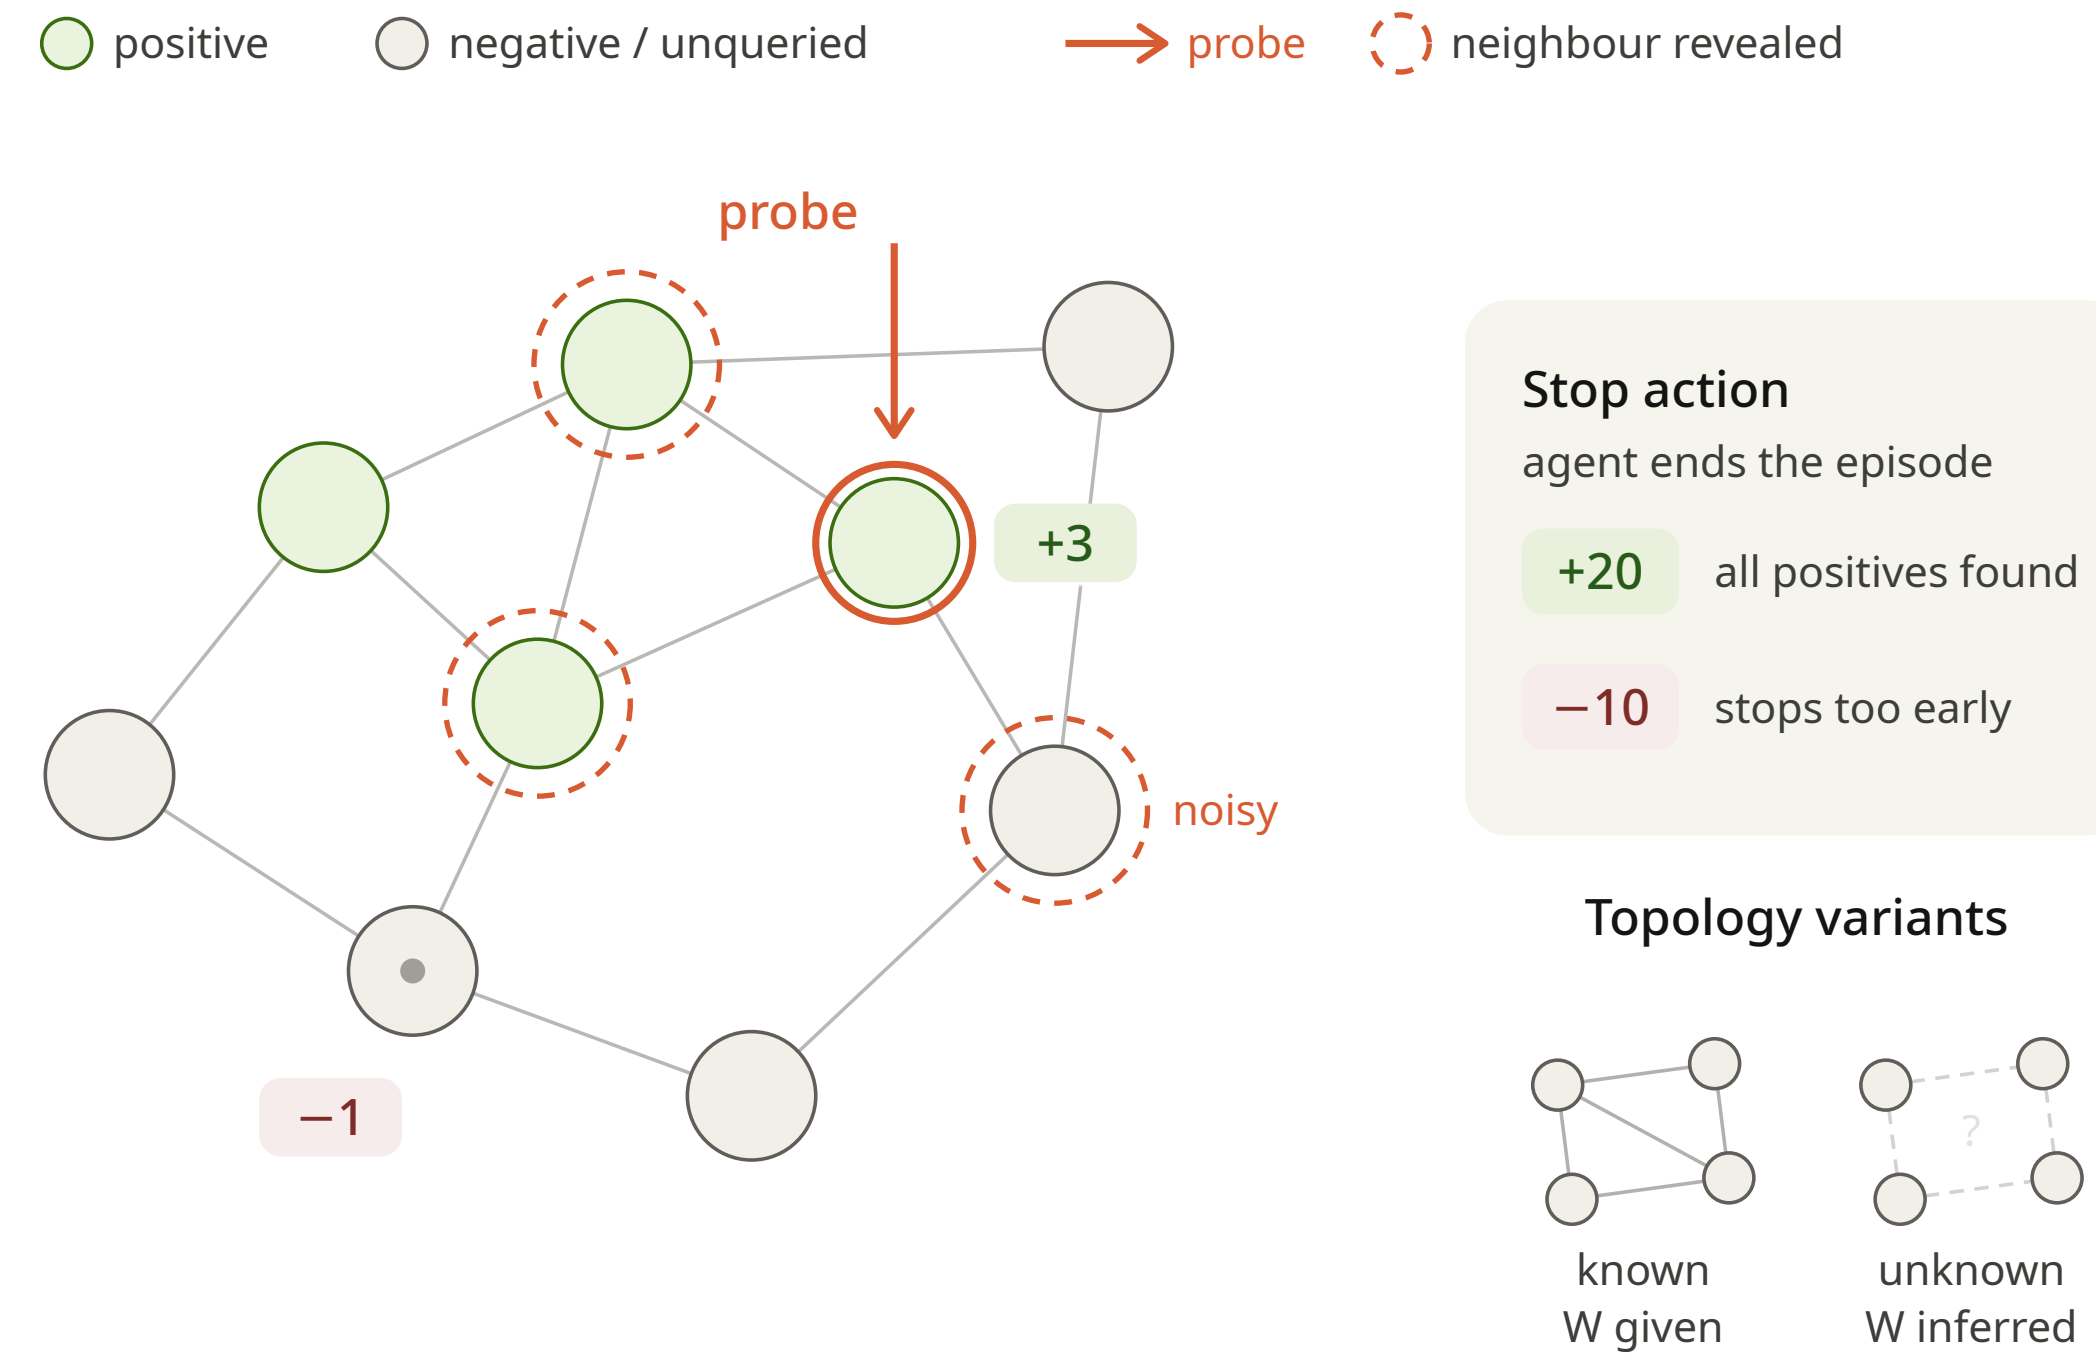 positive
negative / unqueried
probe
neighbour revealed
probe
+3
noisy
−1
Stop action
agent ends the episode
+20 all positives found
−10 stops too early
Topology variants
?
known
W given
unknown
W inferred